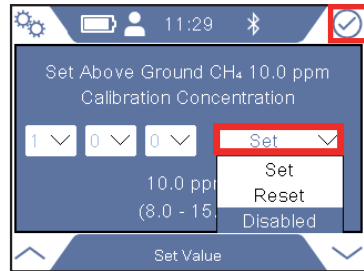 11:29
Set Above Ground CH₄ 10.0 ppm
Calibration Concentration
1 0 0 Set
Set
Reset
Disabled
10.0 pp
(8.0 - 15.
Set Value